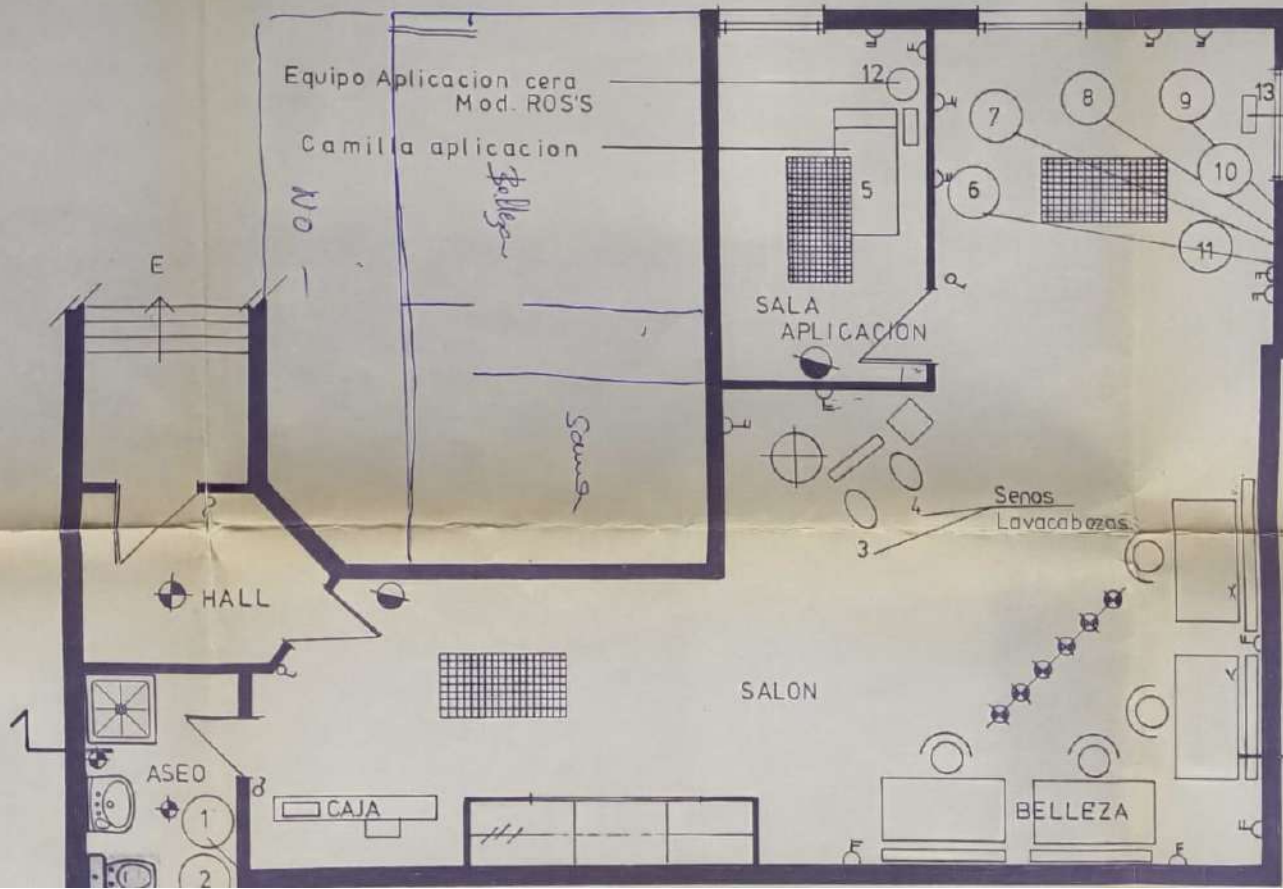 Equipo Aplicacion cera
Mod. ROS'S
Camilla aplicacion
12
5
7
8
9
13
10
6
11
NO -
Belleza
E
SALA
APLICACION
Sauna
4
3
Senos
Lavacabezas
HALL
SALON
ASEO
1
2
CAJA
BELLEZA